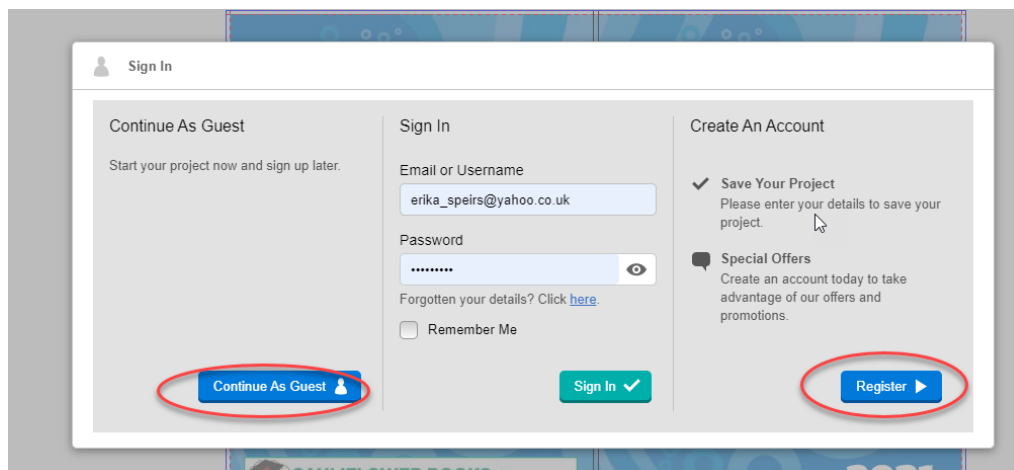 Sign In
Continue As Guest
Start your project now and sign up later.
Continue As Guest
Sign In
Email or Username
erika_speirs@yahoo.co.uk
Password
•••••••••
Forgotten your details? Click here.
Remember Me
Sign In
Create An Account
Save Your Project
Please enter your details to save your
project.
Special Offers
Create an account today to take
advantage of our offers and
promotions.
Register